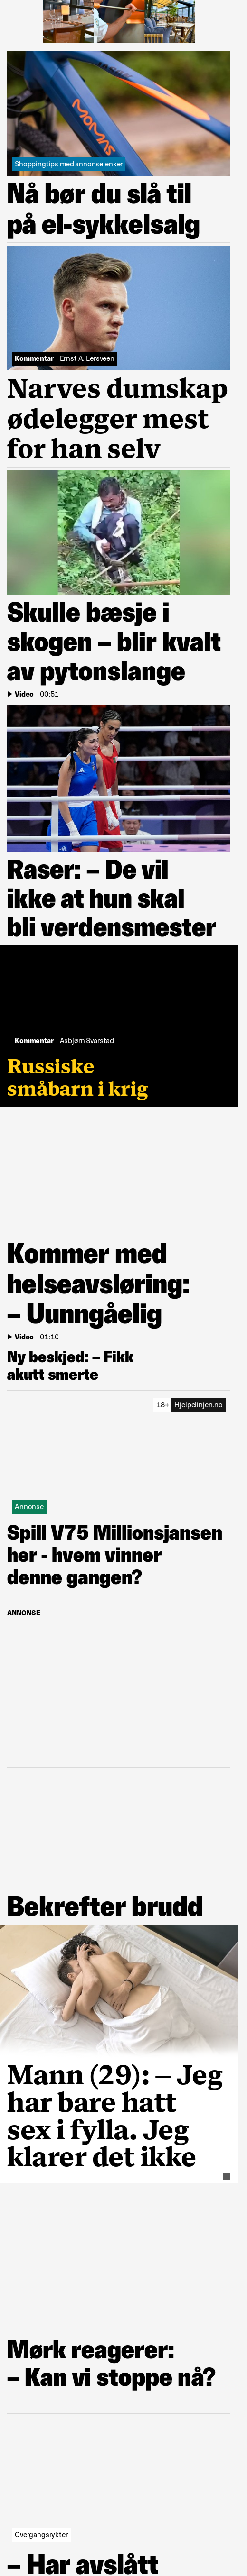 MOMAS
Shoppingtips med annonselenker
Nå bør du slå til
på el-sykkelsalg
Kommentar | Ernst A. Lersveen
Narves dumskap
ødelegger mest
for han selv
Skulle bæsje i
skogen – blir kvalt
av pytonslange
Video | 00:51
Raser: – De vil
ikke at hun skal
bli verdensmester
Kommentar | Asbjørn Svarstad
Russiske
småbarn i krig
Kommer med
helseavsløring:
– Uunngåelig
Video | 01:10
Ny beskjed: – Fikk
akutt smerte
18+ Hjelpelinjen.no
Annonse
Spill V75 Millionsjansen
her - hvem vinner
denne gangen?
ANNONSE
Bekrefter brudd
Mann (29): – Jeg
har bare hatt
sex i fylla. Jeg
klarer det ikke
Mørk reagerer:
– Kan vi stoppe nå?
Overgangsrykter
– Har avslått